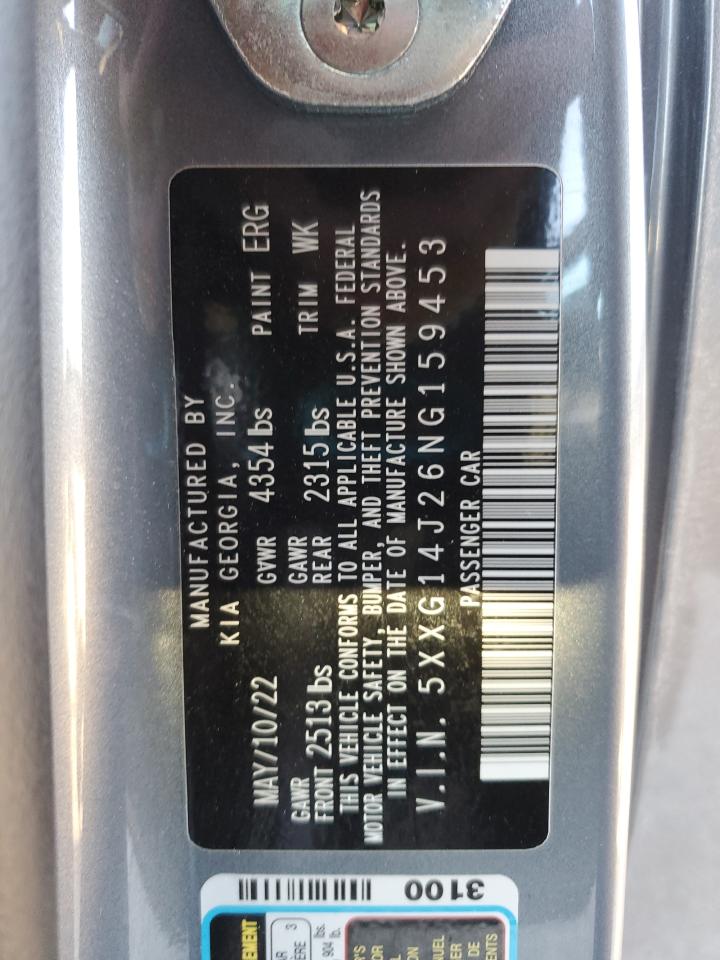 MANUFACTURED BY
KIA GEORGIA, INC.
MAY/10/22 GVWR 4354 lbs PAINT ERG
GAWR FRONT 2513 lbs GAWR REAR 2315 lbs TRIM WK
THIS VEHICLE CONFORMS TO ALL APPLICABLE U.S.A. FEDERAL
MOTOR VEHICLE SAFETY, BUMPER, AND THEFT PREVENTION STANDARDS
IN EFFECT ON THE DATE OF MANUFACTURE SHOWN ABOVE.
V.I.N. 5XXG14J26NG159453
PASSENGER CAR
3100